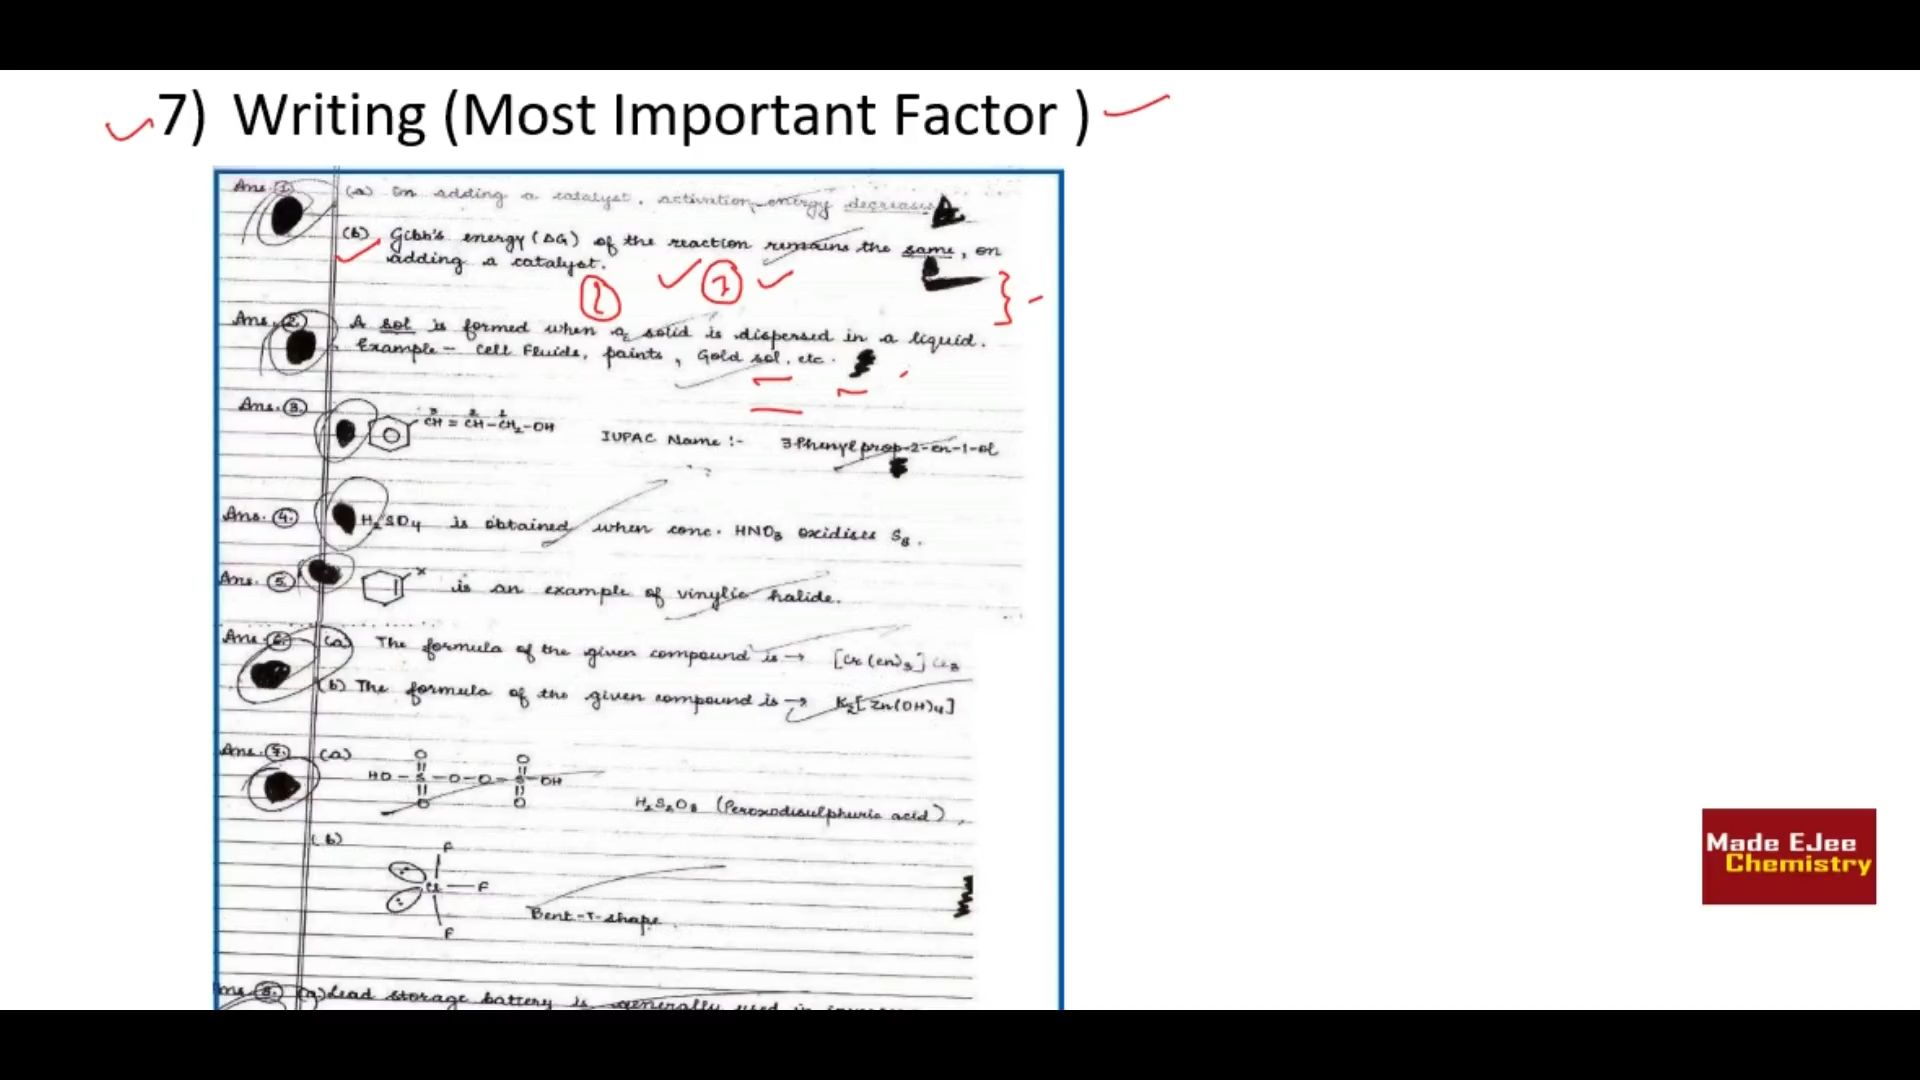 7) Writing (Most Important Factor )
Ans. 1. (a) On adding a catalyst, activation energy decreases
(b) Gibb's energy (ΔG) of the reaction remains the same, on
adding a catalyst.
Ans. 2. A sol is formed when a solid is dispersed in a liquid.
Example - Cell Fluids, paints, Gold sol, etc.
Ans. 3. CH = CH - CH2 - OH
3 2 1
IUPAC Name :- 3-Phenylprop-2-en-1-ol
Ans. 4. H2SO4 is obtained when conc. HNO3 oxidises S8.
Ans. 5. X is an example of vinylic halide.
Ans. 6. (a) The formula of the given compound is → [Cr(en)3]Cl3
(b) The formula of the given compound is → K2[Zn(OH)4]
Ans. 7. (a)
O O
HO - S - O - O - S - OH
O O
H2S2O8 (Peroxodisulphuric acid),
(b)
F
Cl - F
F
Bent-T-shape.
Ans. 8. (a) Lead storage battery is generally used in
Made EJee
Chemistry